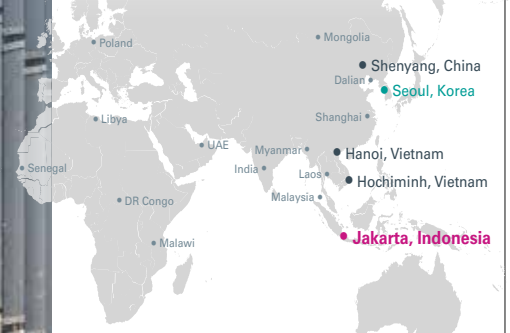 Mongolia
Poland
Shenyang, China
Dalian
Seoul, Korea
Shanghai
Libya
UAE
Myanmar
Hanoi, Vietnam
Senegal
India
Laos
Hochiminh, Vietnam
Malaysia
DR Congo
Jakarta, Indonesia
Malawi